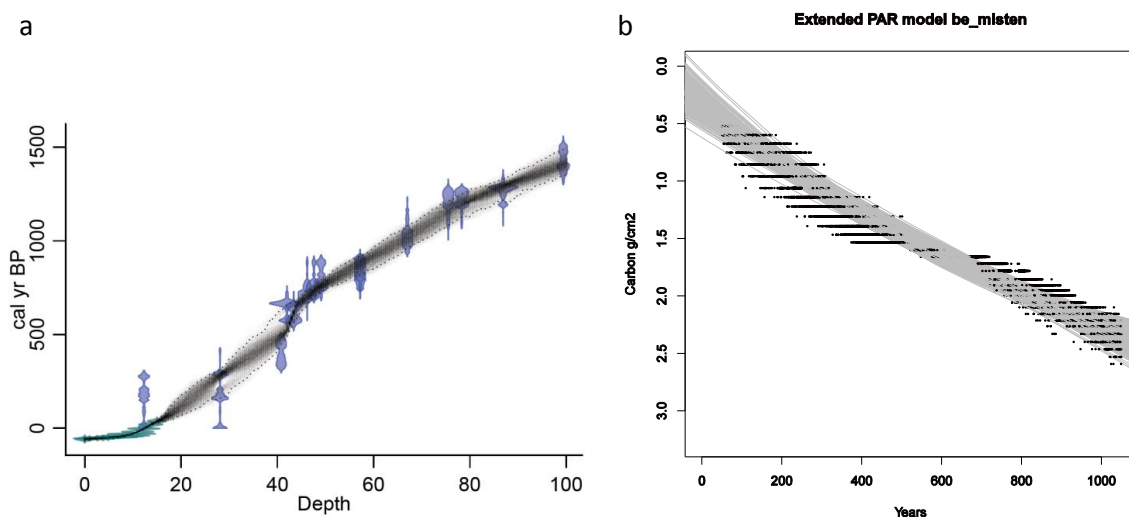 a
cal yr BP
1500
1000
500
0
0 20 40 60 80 100
Depth
b
Extended PAR model be_misten
Carbon g/cm2
0.0
0.5
1.0
1.5
2.0
2.5
3.0
0 200 400 600 800 1000
Years